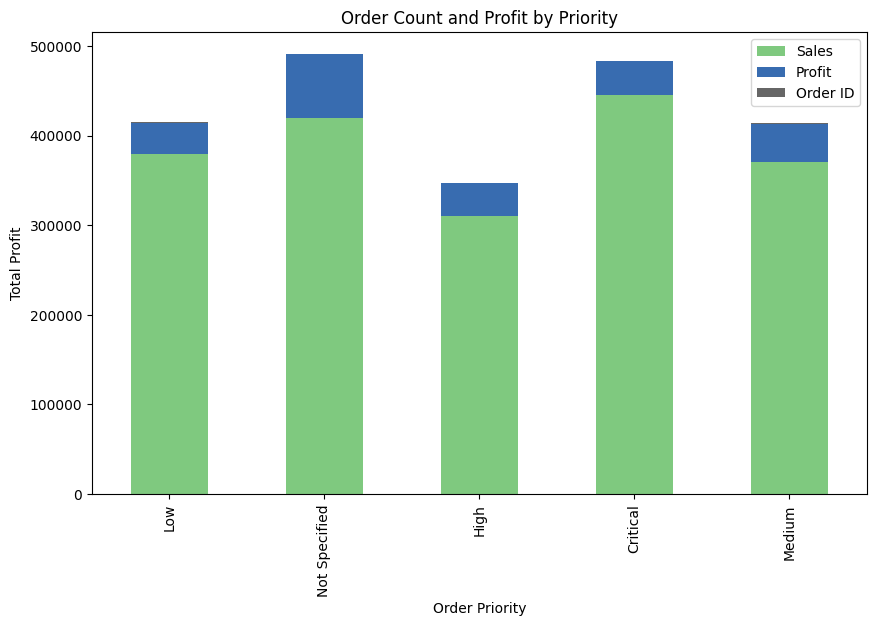 Order Count and Profit by Priority
Sales
Profit
Order ID
Total Profit
500000
400000
300000
200000
100000
0
Low
Not Specified
High
Critical
Medium
Order Priority